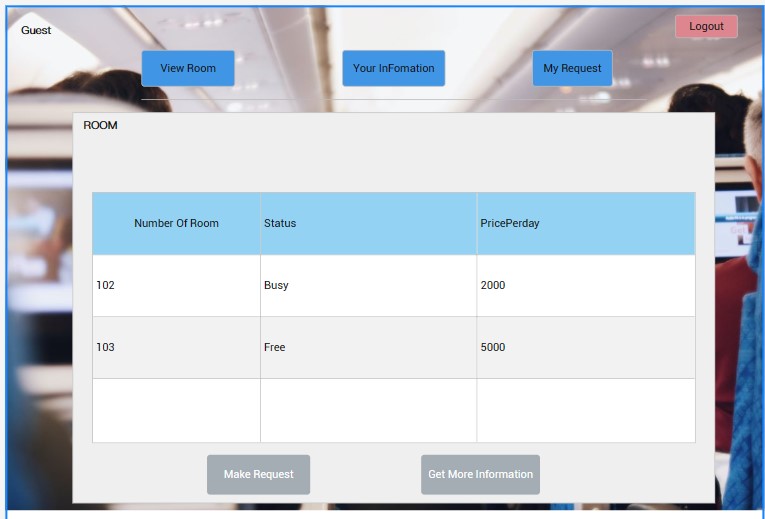 Guest
Logout
View Room
Your InFomation
My Request
ROOM
Number Of Room Status PricePerday
102 Busy 2000
103 Free 5000
Make Request
Get More Information